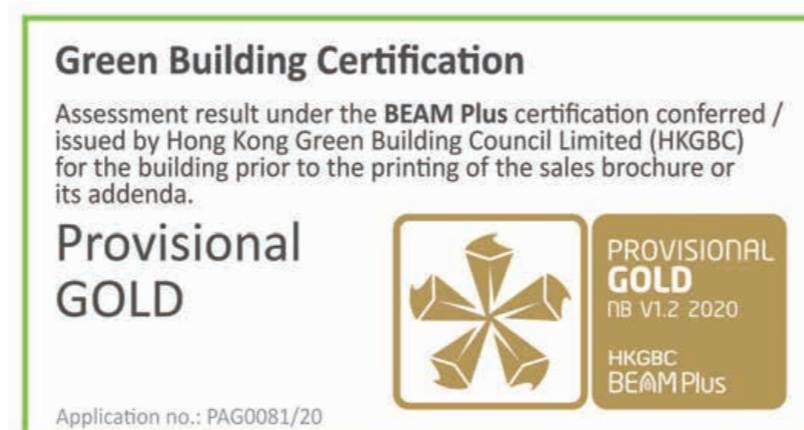 Green Building Certification
Assessment result under the BEAM Plus certification conferred /
issued by Hong Kong Green Building Council Limited (HKGBC)
for the building prior to the printing of the sales brochure or
its addenda.
Provisional
GOLD
PROVISIONAL
GOLD
NB V1.2 2020
HKGBC
BEAM Plus
Application no.: PAG0081/20